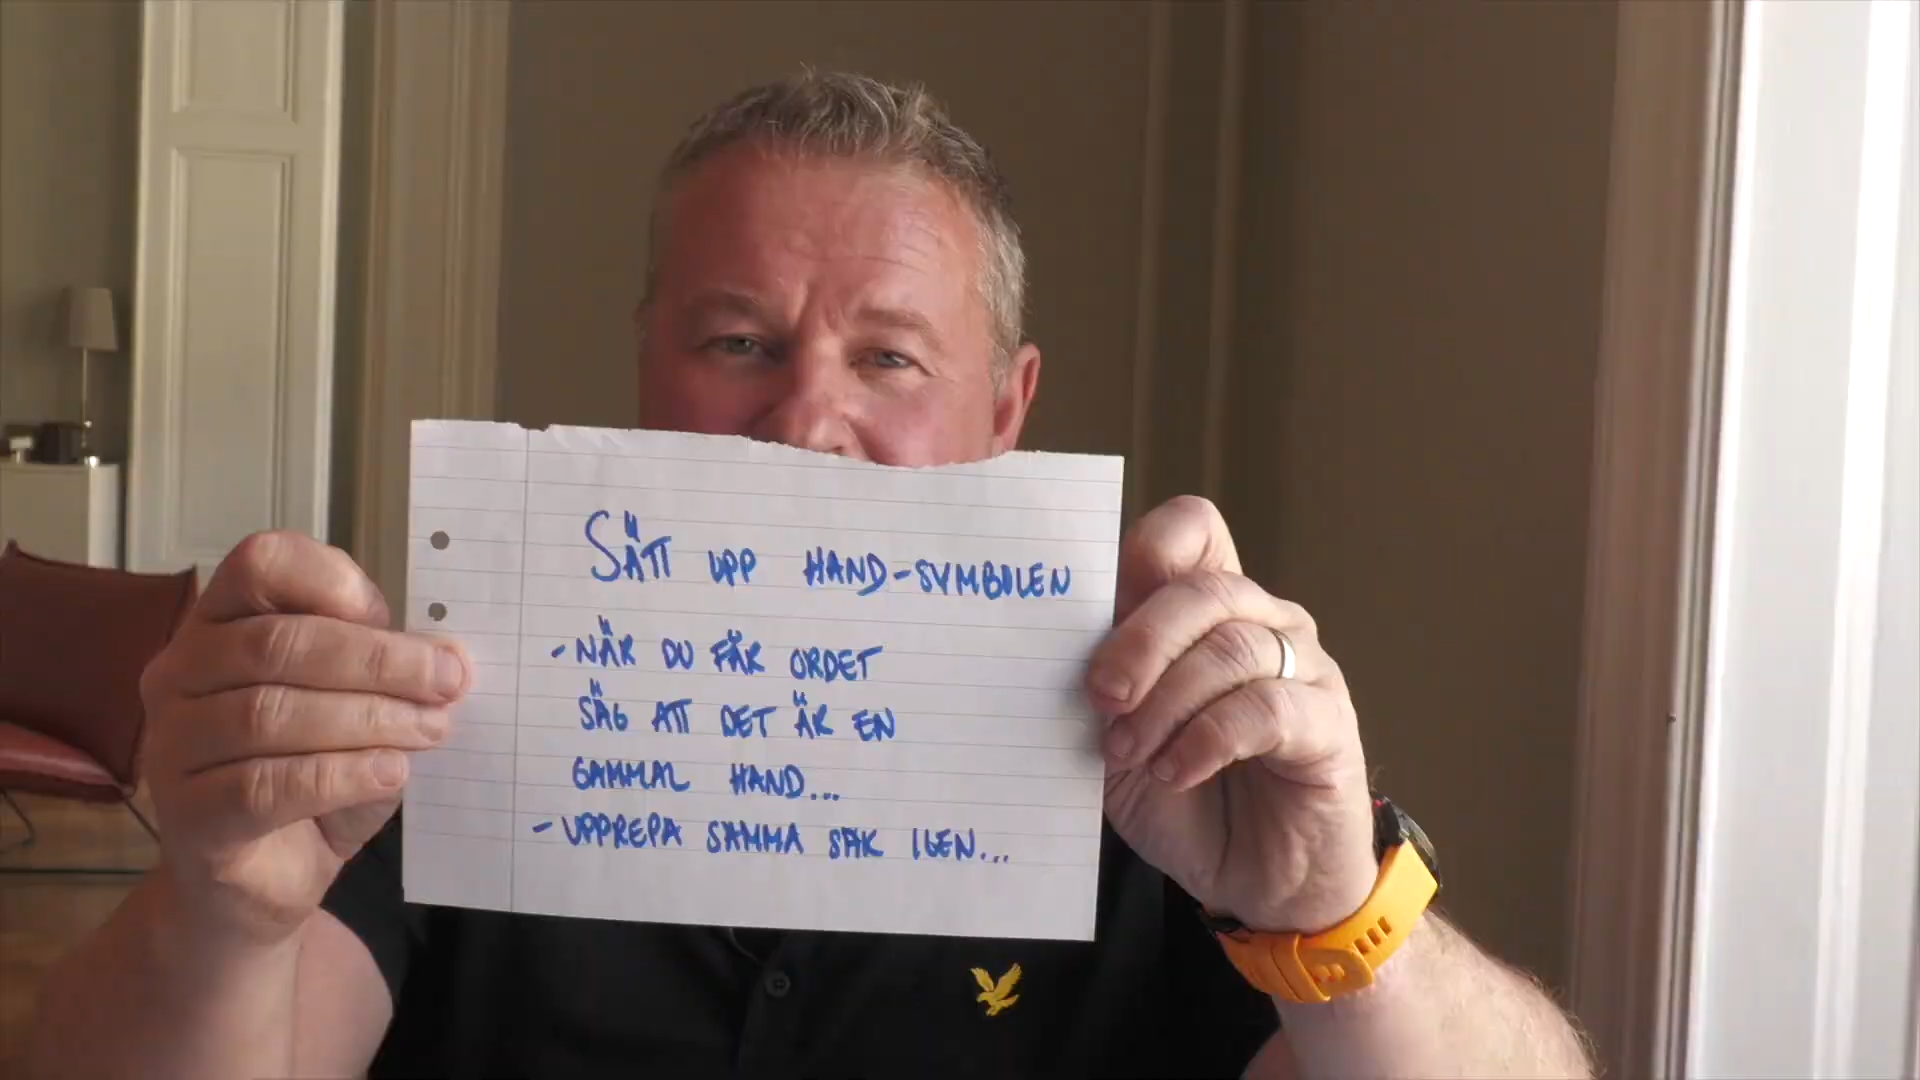 SÄTT UPP HAND-SYMBOLEN
- NÄR DU FÅR ORDET
SÄG ATT DET ÄR EN
GAMMAL HAND...
- UPPREPA SAMMA SAK IGEN...